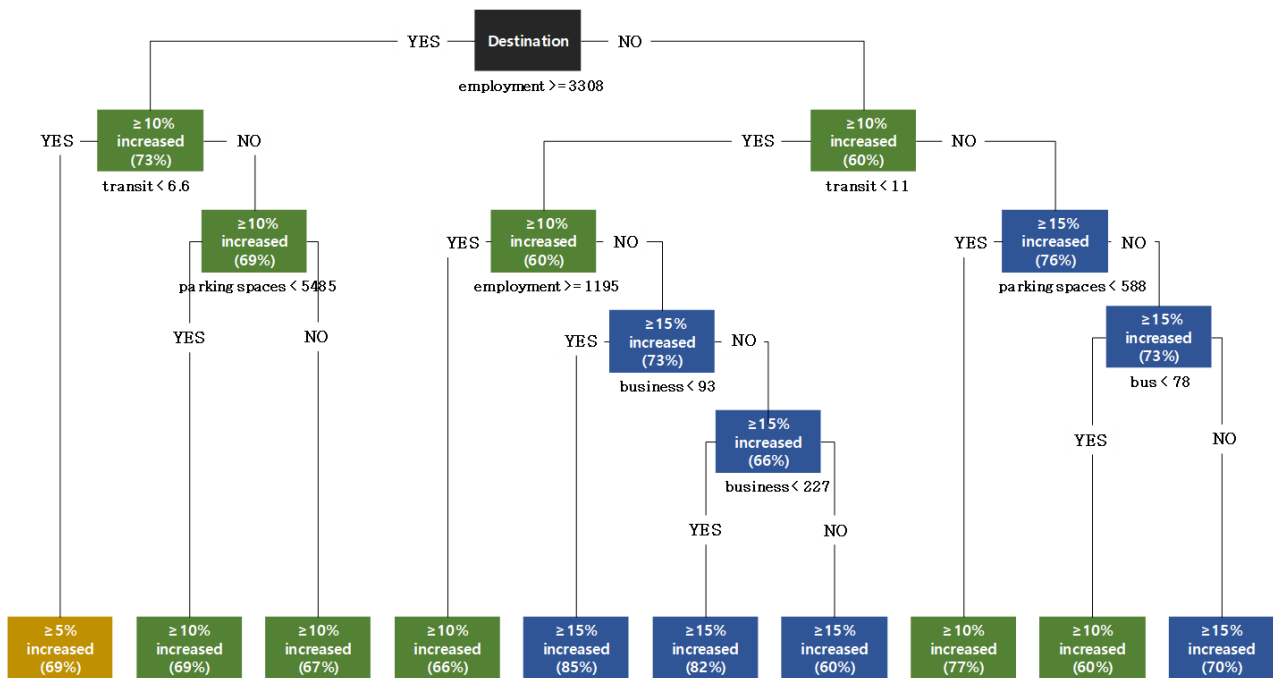 YES
Destination
NO
employment >= 3308
YES
≥10%
increased
(73%)
NO
transit < 6.6
YES
≥10%
increased
(60%)
NO
transit < 11
≥10%
increased
(69%)
parking spaces < 5485
YES
≥10%
increased
(60%)
NO
employment >= 1195
YES
≥15%
increased
(76%)
NO
parking spaces < 588
YES
NO
YES
≥15%
increased
(73%)
NO
business < 93
≥15%
increased
(73%)
bus < 78
≥15%
increased
(66%)
business < 227
YES
NO
YES
NO
≥5%
increased
(69%)
≥10%
increased
(69%)
≥10%
increased
(67%)
≥10%
increased
(66%)
≥15%
increased
(85%)
≥15%
increased
(82%)
≥15%
increased
(60%)
≥10%
increased
(77%)
≥10%
increased
(60%)
≥15%
increased
(70%)